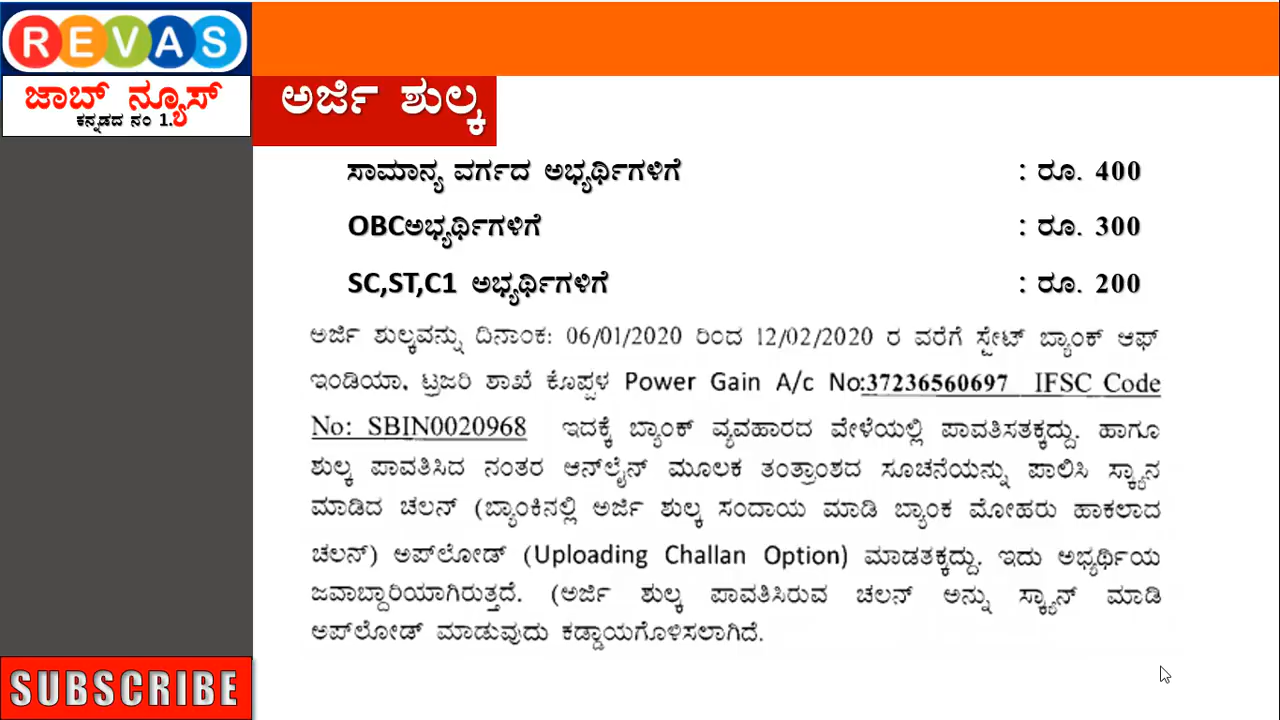 REVAS
ಜಾಬ್ ನ್ಯೂಸ್
ಕನ್ನಡದ ನಂ 1.
ಅರ್ಜಿ ಶುಲ್ಕ
ಸಾಮಾನ್ಯ ವರ್ಗದ ಅಭ್ಯರ್ಥಿಗಳಿಗೆ : ರೂ. 400
OBCಅಭ್ಯರ್ಥಿಗಳಿಗೆ : ರೂ. 300
SC,ST,C1 ಅಭ್ಯರ್ಥಿಗಳಿಗೆ : ರೂ. 200
ಅರ್ಜಿ ಶುಲ್ಕವನ್ನು ದಿನಾಂಕ: 06/01/2020 ರಿಂದ 12/02/2020 ರ ವರೆಗೆ ಸ್ಟೇಟ್ ಬ್ಯಾಂಕ್ ಆಫ್
ಇಂಡಿಯಾ, ಟ್ರಜರಿ ಶಾಖೆ ಕೊಪ್ಪಳ Power Gain A/c No:37236560697 IFSC Code
No: SBIN0020968 ಇದಕ್ಕೆ ಬ್ಯಾಂಕ್ ವ್ಯವಹಾರದ ವೇಳೆಯಲ್ಲಿ ಪಾವತಿಸತಕ್ಕದ್ದು. ಹಾಗೂ
ಶುಲ್ಕ ಪಾವತಿಸಿದ ನಂತರ ಆನ್‌ಲೈನ್ ಮೂಲಕ ತಂತ್ರಾಂಶದ ಸೂಚನೆಯನ್ನು ಪಾಲಿಸಿ ಸ್ಕ್ಯಾನ
ಮಾಡಿದ ಚಲನ್ (ಬ್ಯಾಂಕಿನಲ್ಲಿ ಅರ್ಜಿ ಶುಲ್ಕ ಸಂದಾಯ ಮಾಡಿ ಬ್ಯಾಂಕ ಮೋಹರು ಹಾಕಲಾದ
ಚಲನ್) ಅಪ್‌ಲೋಡ್ (Uploading Challan Option) ಮಾಡತಕ್ಕದ್ದು. ಇದು ಅಭ್ಯರ್ಥಿಯ
ಜವಾಬ್ದಾರಿಯಾಗಿರುತ್ತದೆ. (ಅರ್ಜಿ ಶುಲ್ಕ ಪಾವತಿಸಿರುವ ಚಲನ್ ಅನ್ನು ಸ್ಕ್ಯಾನ್ ಮಾಡಿ
ಅಪ್‌ಲೋಡ್ ಮಾಡುವುದು ಕಡ್ಡಾಯಗೊಳಿಸಲಾಗಿದೆ.
SUBSCRIBE